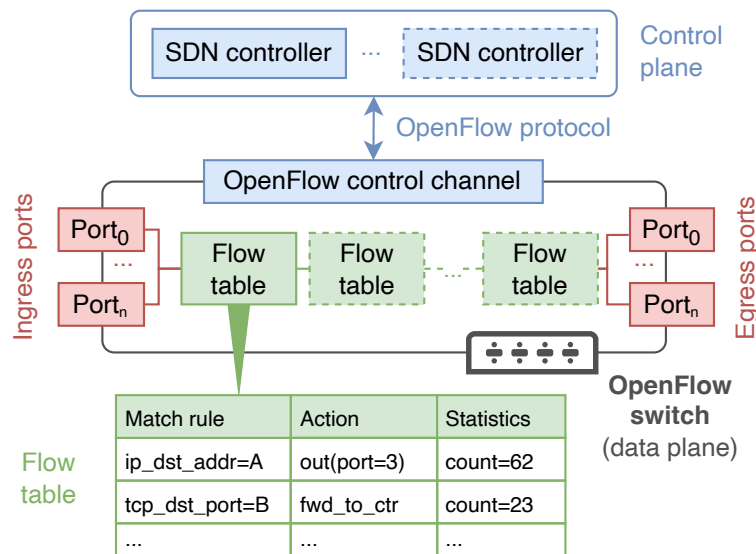 SDN controller ... SDN controller
Control
plane
OpenFlow protocol
OpenFlow control channel
Ingress ports
Port0
...
Portn
Flow
table
Flow
table
...
Flow
table
Port0
...
Portn
Egress ports
OpenFlow
switch
(data plane)
Flow
table
Match rule Action Statistics
ip_dst_addr=A out(port=3) count=62
tcp_dst_port=B fwd_to_ctr count=23
... ... ...